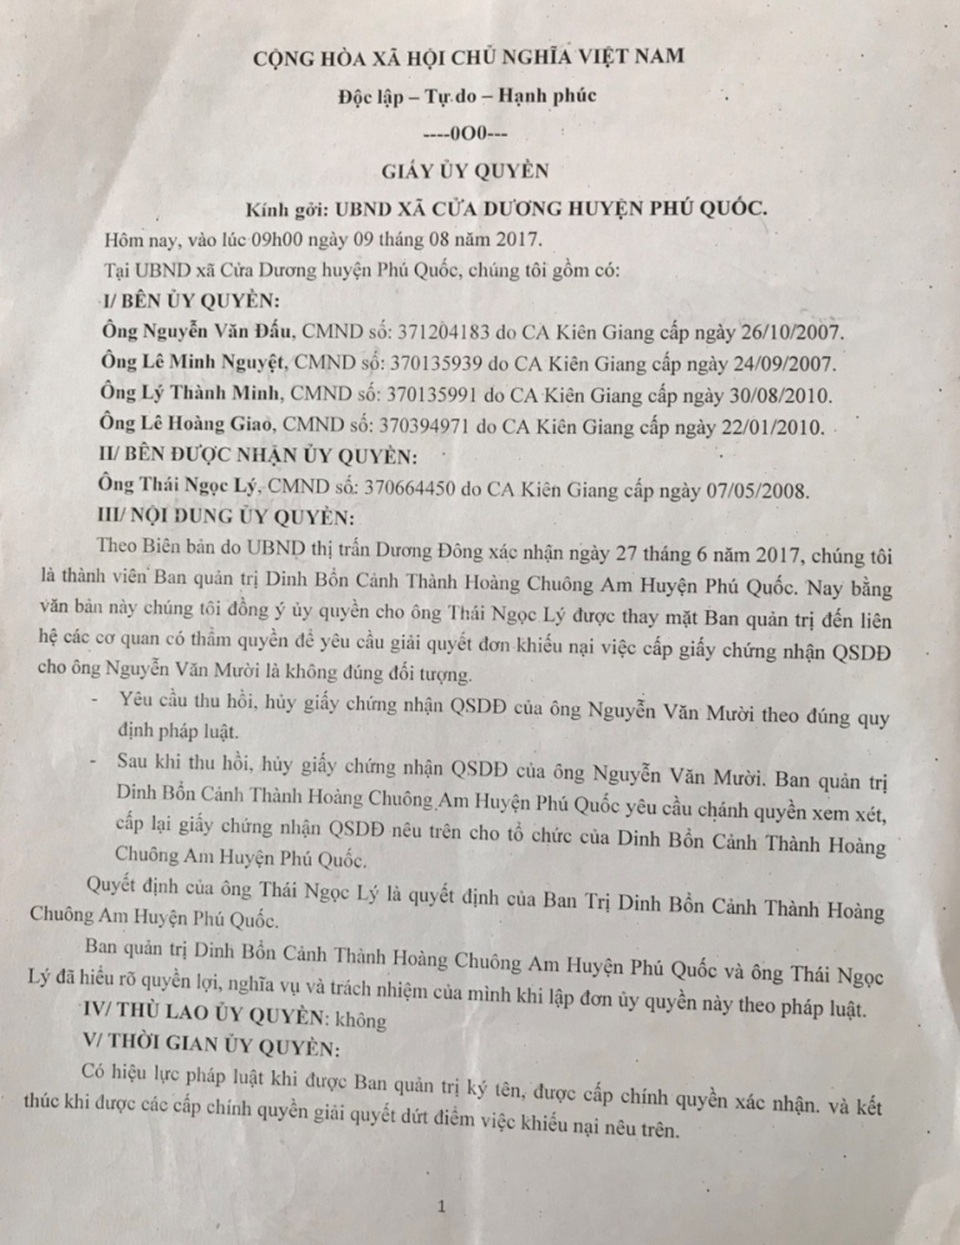 CỘNG HÒA XÃ HỘI CHỦ NGHĨA VIỆT NAM
Độc lập – Tự do – Hạnh phúc
----0O0---
GIẤY ỦY QUYỀN
Kính gởi: UBND XÃ CỬA DƯƠNG HUYỆN PHÚ QUỐC.
Hôm nay, vào lúc 09h00 ngày 09 tháng 08 năm 2017.
Tại UBND xã Cửa Dương huyện Phú Quốc, chúng tôi gồm có:
I/ BÊN ỦY QUYỀN:
Ông Nguyễn Văn Đấu, CMND số: 371204183 do CA Kiên Giang cấp ngày 26/10/2007.
Ông Lê Minh Nguyệt, CMND số: 370135939 do CA Kiên Giang cấp ngày 24/09/2007.
Ông Lý Thành Minh, CMND số: 370135991 do CA Kiên Giang cấp ngày 30/08/2010.
Ông Lê Hoàng Giao, CMND số: 370394971 do CA Kiên Giang cấp ngày 22/01/2010.
II/ BÊN ĐƯỢC NHẬN ỦY QUYỀN:
Ông Thái Ngọc Lý, CMND số: 370664450 do CA Kiên Giang cấp ngày 07/05/2008.
III/ NỘI DUNG ỦY QUYỀN:
Theo Biên bản do UBND thị trấn Dương Đông xác nhận ngày 27 tháng 6 năm 2017, chúng tôi
là thành viên Ban quản trị Dinh Bổn Cảnh Thành Hoàng Chuông Am Huyện Phú Quốc. Nay bằng
văn bản này chúng tôi đồng ý ủy quyền cho ông Thái Ngọc Lý được thay mặt Ban quản trị đến liên
hệ các cơ quan có thẩm quyền để yêu cầu giải quyết đơn khiếu nại việc cấp giấy chứng nhận QSDĐ
cho ông Nguyễn Văn Mười là không đúng đối tượng.
- Yêu cầu thu hồi, hủy giấy chứng nhận QSDĐ của ông Nguyễn Văn Mười theo đúng quy
định pháp luật.
- Sau khi thu hồi, hủy giấy chứng nhận QSDĐ của ông Nguyễn Văn Mười. Ban quản trị
Dinh Bổn Cảnh Thành Hoàng Chuông Am Huyện Phú Quốc yêu cầu chánh quyền xem xét,
cấp lại giấy chứng nhận QSDĐ nêu trên cho tổ chức của Dinh Bổn Cảnh Thành Hoàng
Chuông Am Huyện Phú Quốc.
Quyết định của ông Thái Ngọc Lý là quyết định của Ban Trị Dinh Bổn Cảnh Thành Hoàng
Chuông Am Huyện Phú Quốc.
Ban quản trị Dinh Bổn Cảnh Thành Hoàng Chuông Am Huyện Phú Quốc và ông Thái Ngọc
Lý đã hiểu rõ quyền lợi, nghĩa vụ và trách nhiệm của mình khi lập đơn ủy quyền này theo pháp luật.
IV/ THÙ LAO ỦY QUYỀN: không
V/ THỜI GIAN ỦY QUYỀN:
Có hiệu lực pháp luật khi được Ban quản trị ký tên, được cấp chính quyền xác nhận. và kết
thúc khi được các cấp chính quyền giải quyết dứt điểm việc khiếu nại nêu trên.
1